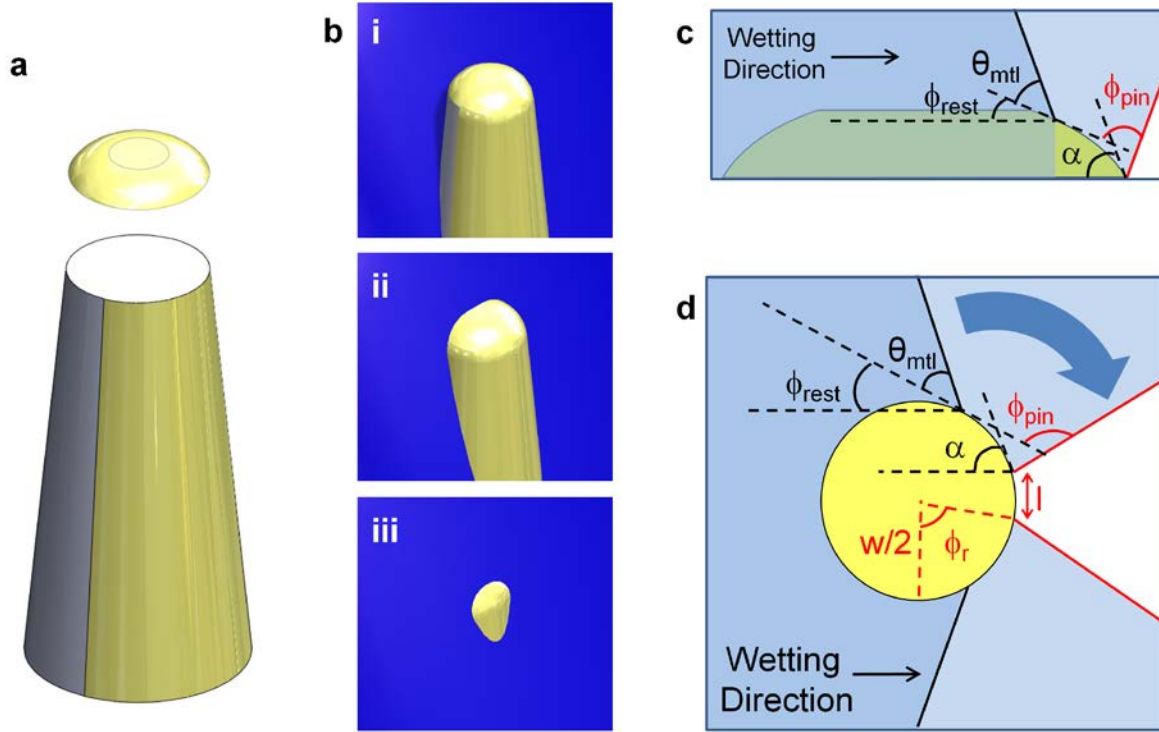 a
b
i
ii
iii
c
Wetting
Direction
θmtl
ϕrest
ϕpin
α
d
θmtl
ϕrest
ϕpin
α
l
w/2
ϕr
Wetting
Direction